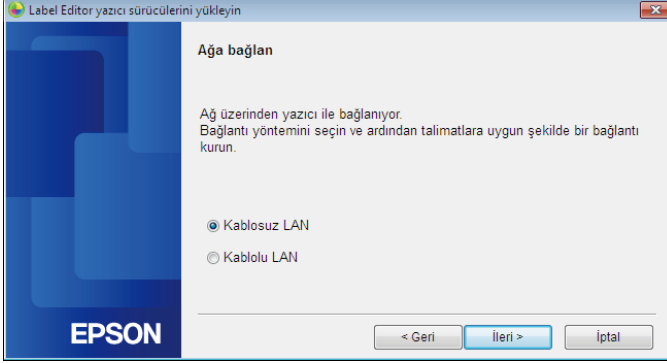 Label Editor yazıcı sürücülerini yükleyin
Ağa bağlan
Ağ üzerinden yazıcı ile bağlanıyor.
Bağlantı yöntemini seçin ve ardından talimatlara uygun şekilde bir bağlantı
kurun.
Kablosuz LAN
Kablolu LAN
EPSON
< Geri
İleri >
İptal